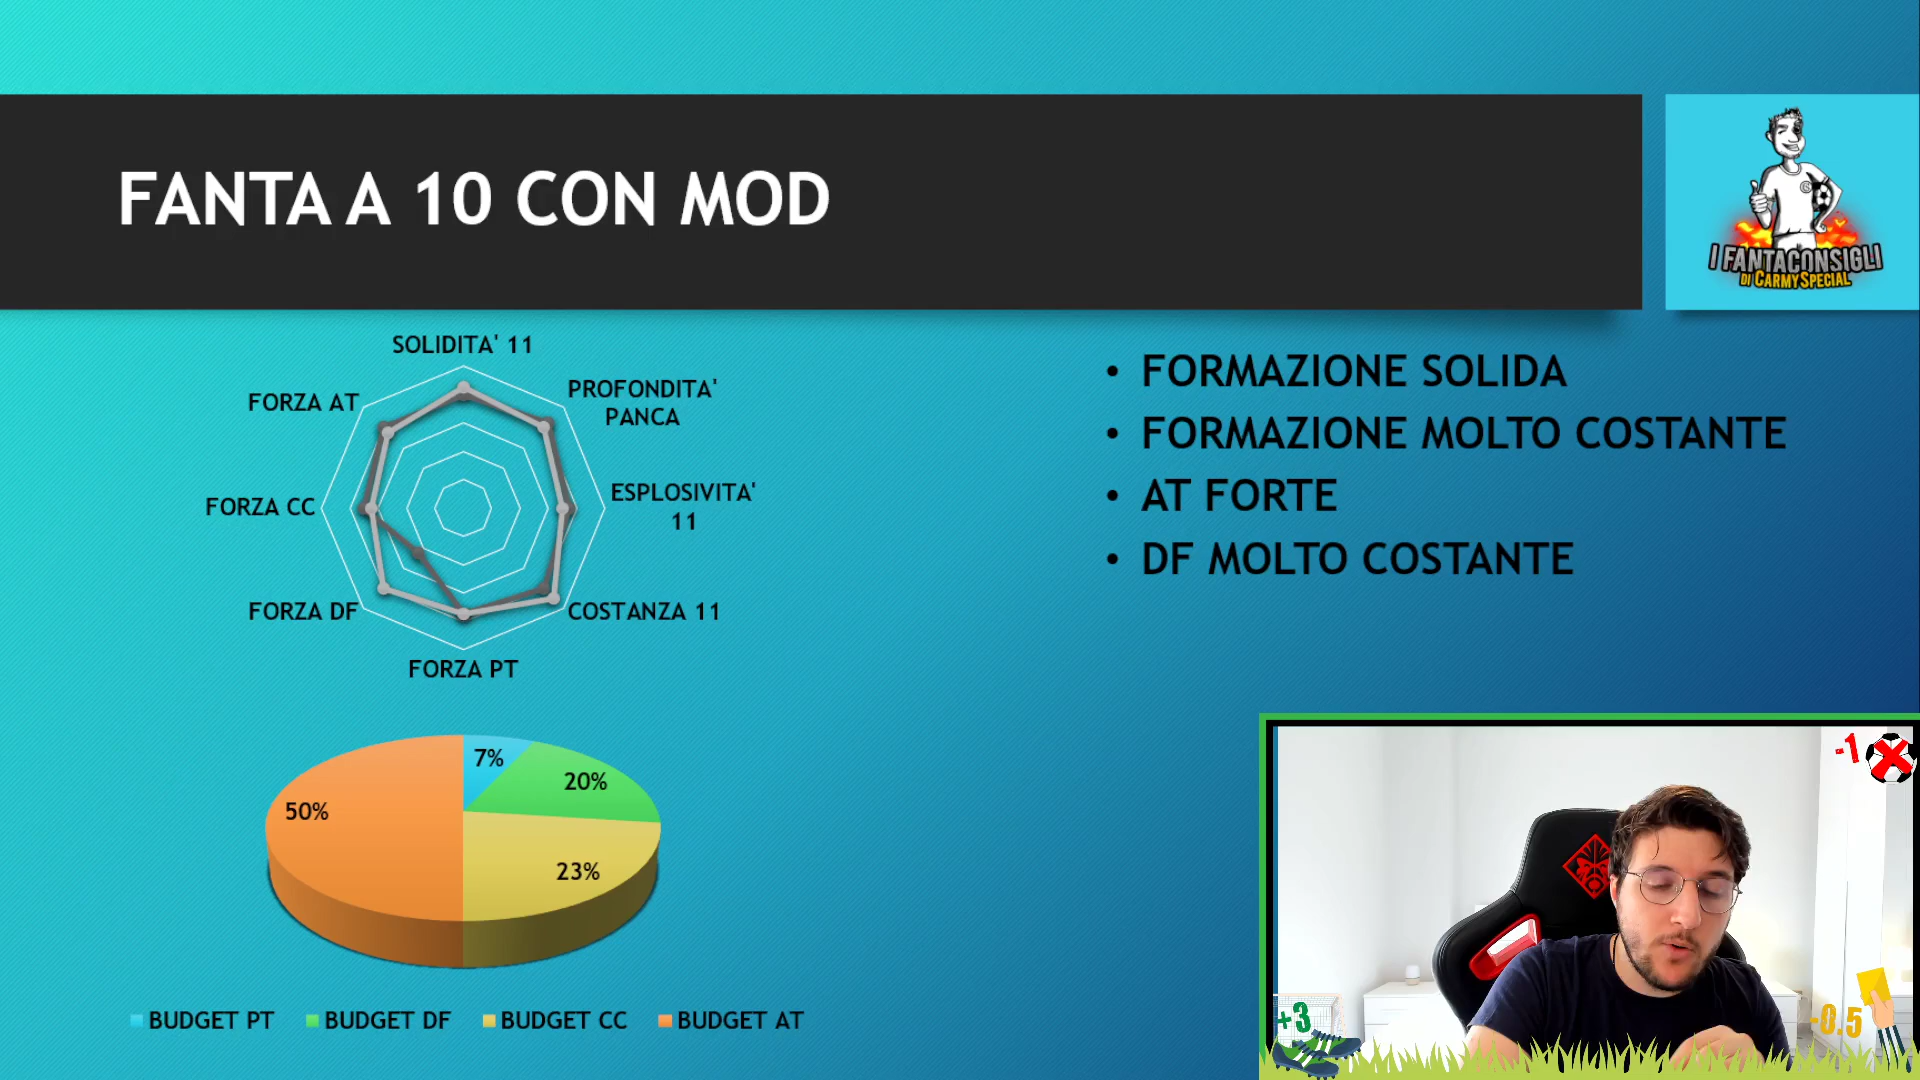 FANTA A 10 CON MOD
I FANTACONSIGLI
DI CARMYSPECIAL
SOLIDITA' 11
PROFONDITA'
PANCA
ESPLOSIVITA'
11
COSTANZA 11
FORZA PT
FORZA DF
FORZA CC
FORZA AT
• FORMAZIONE SOLIDA
• FORMAZIONE MOLTO COSTANTE
• AT FORTE
• DF MOLTO COSTANTE
7%
20%
23%
50%
BUDGET PT
BUDGET DF
BUDGET CC
BUDGET AT
-1
+3
-0.5